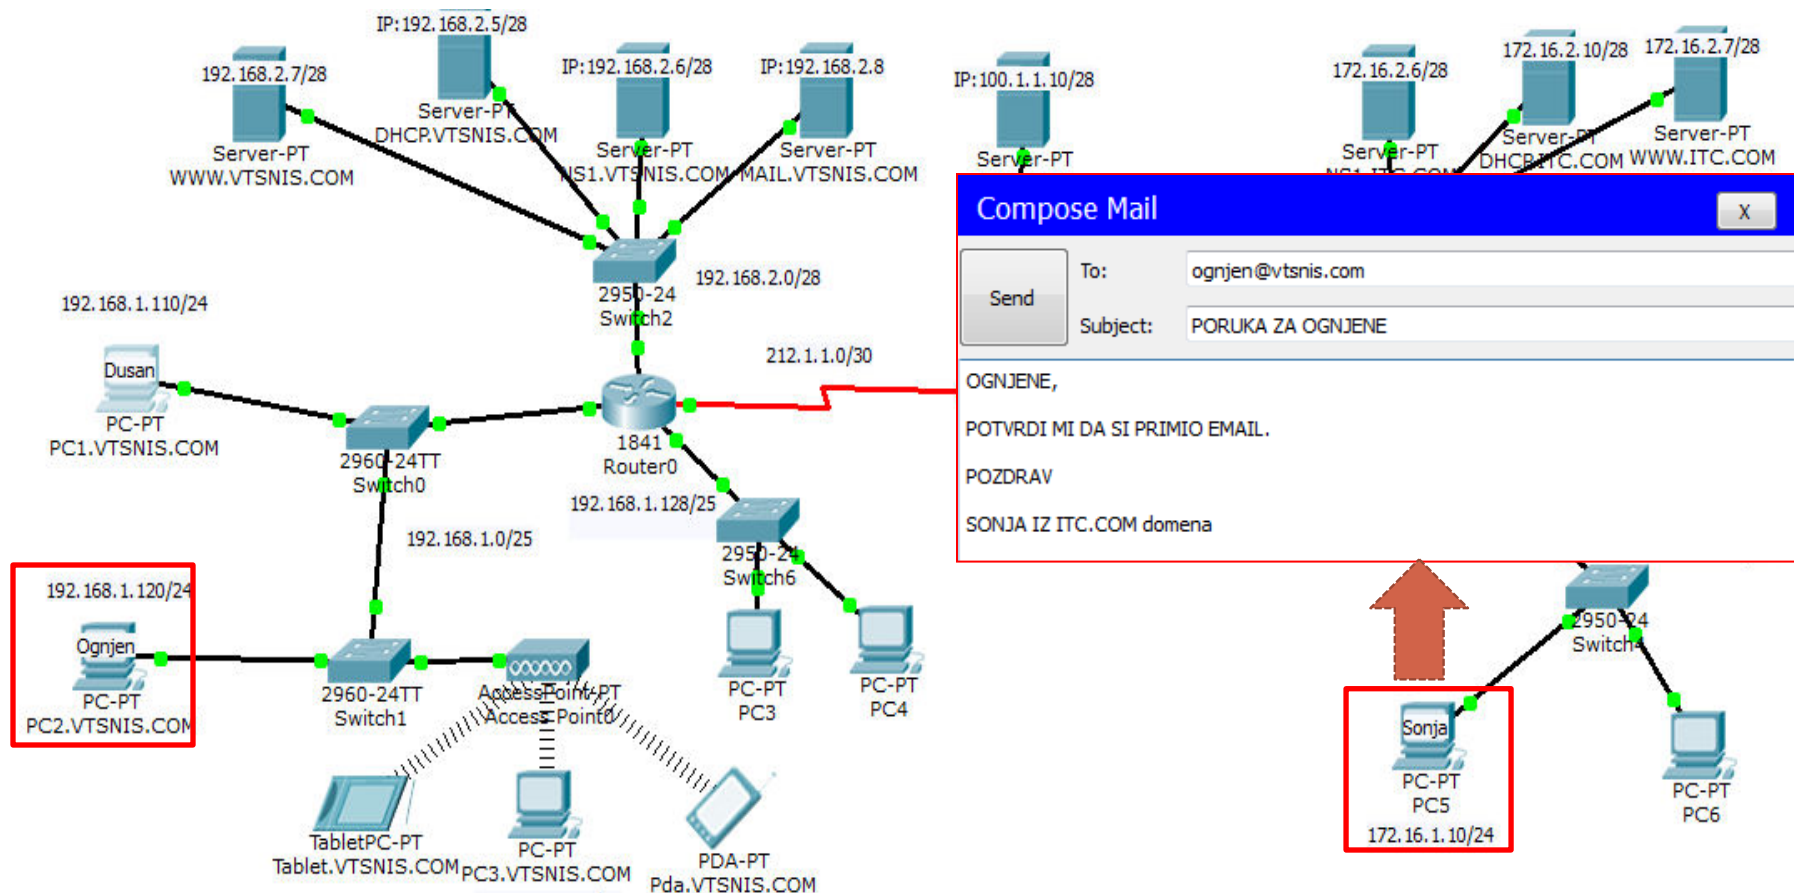 IP:192.168.2.5/28
192.168.2.7/28
IP:192.168.2.6/28
IP:192.168.2.8
IP:100.1.1.10/28
172.16.2.6/28
172.16.2.10/28
172.16.2.7/28
Server-PT
WWW.VTSNIS.COM
Server-PT
DHCP.VTSNIS.COM
Server-PT
NS1.VTSNIS.COM
Server-PT
MAIL.VTSNIS.COM
Server-PT
Server-PT
NS1.ITC.COM
Server-PT
DHCP.ITC.COM
Server-PT
WWW.ITC.COM
Compose Mail
X
Send
To:
ognjen@vtsnis.com
Subject:
PORUKA ZA OGNJENE
OGNJENE,
POTVRDI MI DA SI PRIMIO EMAIL.
POZDRAV
SONJA IZ ITC.COM domena
2950-24
Switch2
192.168.2.0/28
192.168.1.110/24
Dusan
PC-PT
PC1.VTSNIS.COM
2960-24TT
Switch0
1841
Router0
212.1.1.0/30
192.168.1.128/25
192.168.1.0/25
2950-24
Switch6
PC-PT
PC3
PC-PT
PC4
192.168.1.120/24
Ognjen
PC-PT
PC2.VTSNIS.COM
2960-24TT
Switch1
AccessPoint-PT
Access Point0
TabletPC-PT
Tablet.VTSNIS.COM
PC-PT
PC3.VTSNIS.COM
PDA-PT
Pda.VTSNIS.COM
2950-24
Switch4
Sonja
PC-PT
PC5
172.16.1.10/24
PC-PT
PC6